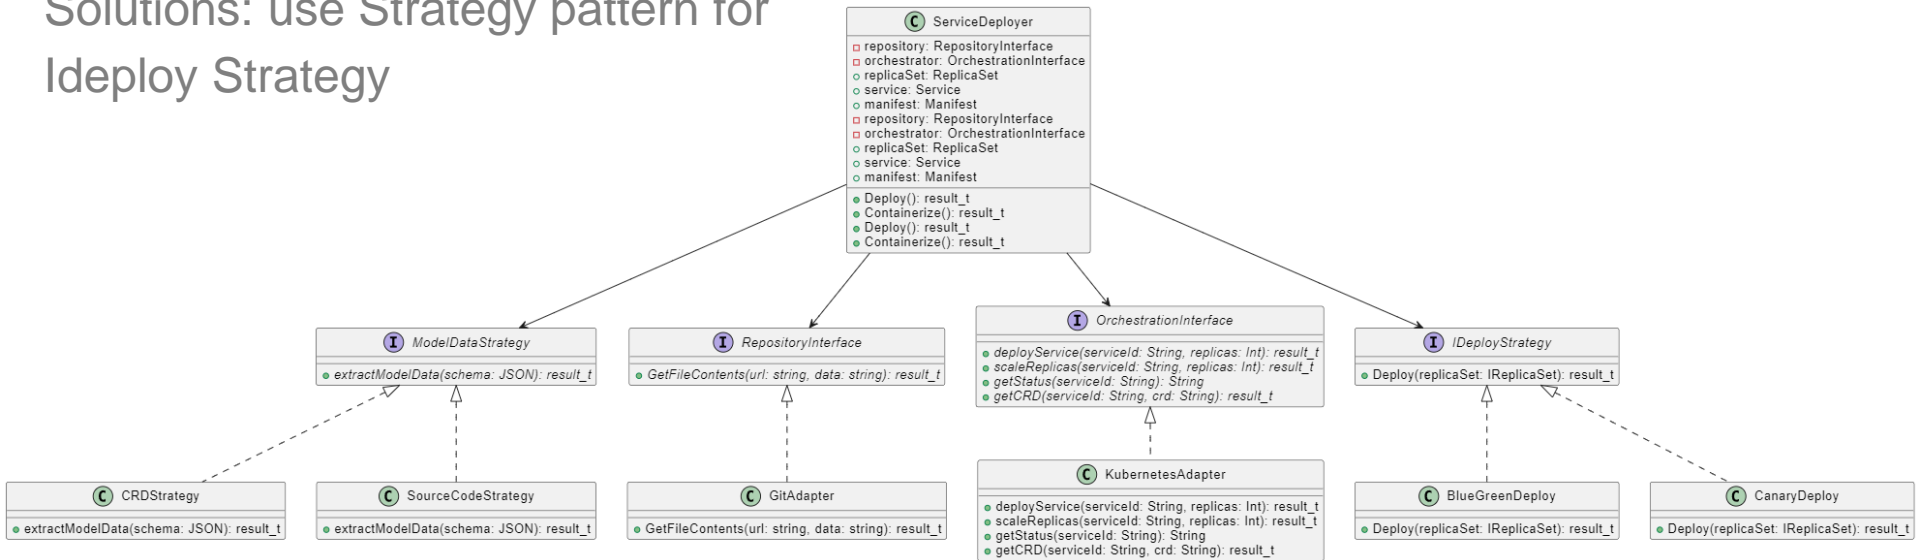 Solutions: use Strategy pattern for
Ideploy Strategy
C ServiceDeployer
repository: RepositoryInterface
orchestrator: OrchestrationInterface
replicaSet: ReplicaSet
service: Service
manifest: Manifest
repository: RepositoryInterface
orchestrator: OrchestrationInterface
replicaSet: ReplicaSet
service: Service
manifest: Manifest
Deploy(): result_t
Containerize(): result_t
Deploy(): result_t
Containerize(): result_t
I ModelDataStrategy
extractModelData(schema: JSON): result_t
I RepositoryInterface
GetFileContents(url: string, data: string): result_t
I OrchestrationInterface
deployService(serviceId: String, replicas: Int): result_t
scaleReplicas(serviceId: String, replicas: Int): result_t
getStatus(serviceId: String): String
getCRD(serviceId: String, crd: String): result_t
I IDeployStrategy
Deploy(replicaSet: IReplicaSet): result_t
C CRDStrategy
extractModelData(schema: JSON): result_t
C SourceCodeStrategy
extractModelData(schema: JSON): result_t
C GitAdapter
GetFileContents(url: string, data: string): result_t
C KubernetesAdapter
deployService(serviceId: String, replicas: Int): result_t
scaleReplicas(serviceId: String, replicas: Int): result_t
getStatus(serviceId: String): String
getCRD(serviceId: String, crd: String): result_t
C BlueGreenDeploy
Deploy(replicaSet: IReplicaSet): result_t
C CanaryDeploy
Deploy(replicaSet: IReplicaSet): result_t